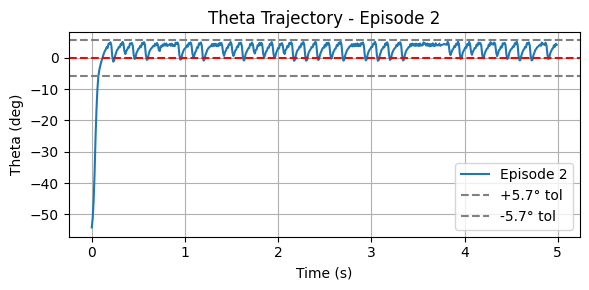 Theta Trajectory - Episode 2
Theta (deg)
0
−10
−20
−30
−40
−50
Episode 2
+5.7° tol
-5.7° tol
0
1
2
3
4
5
Time (s)